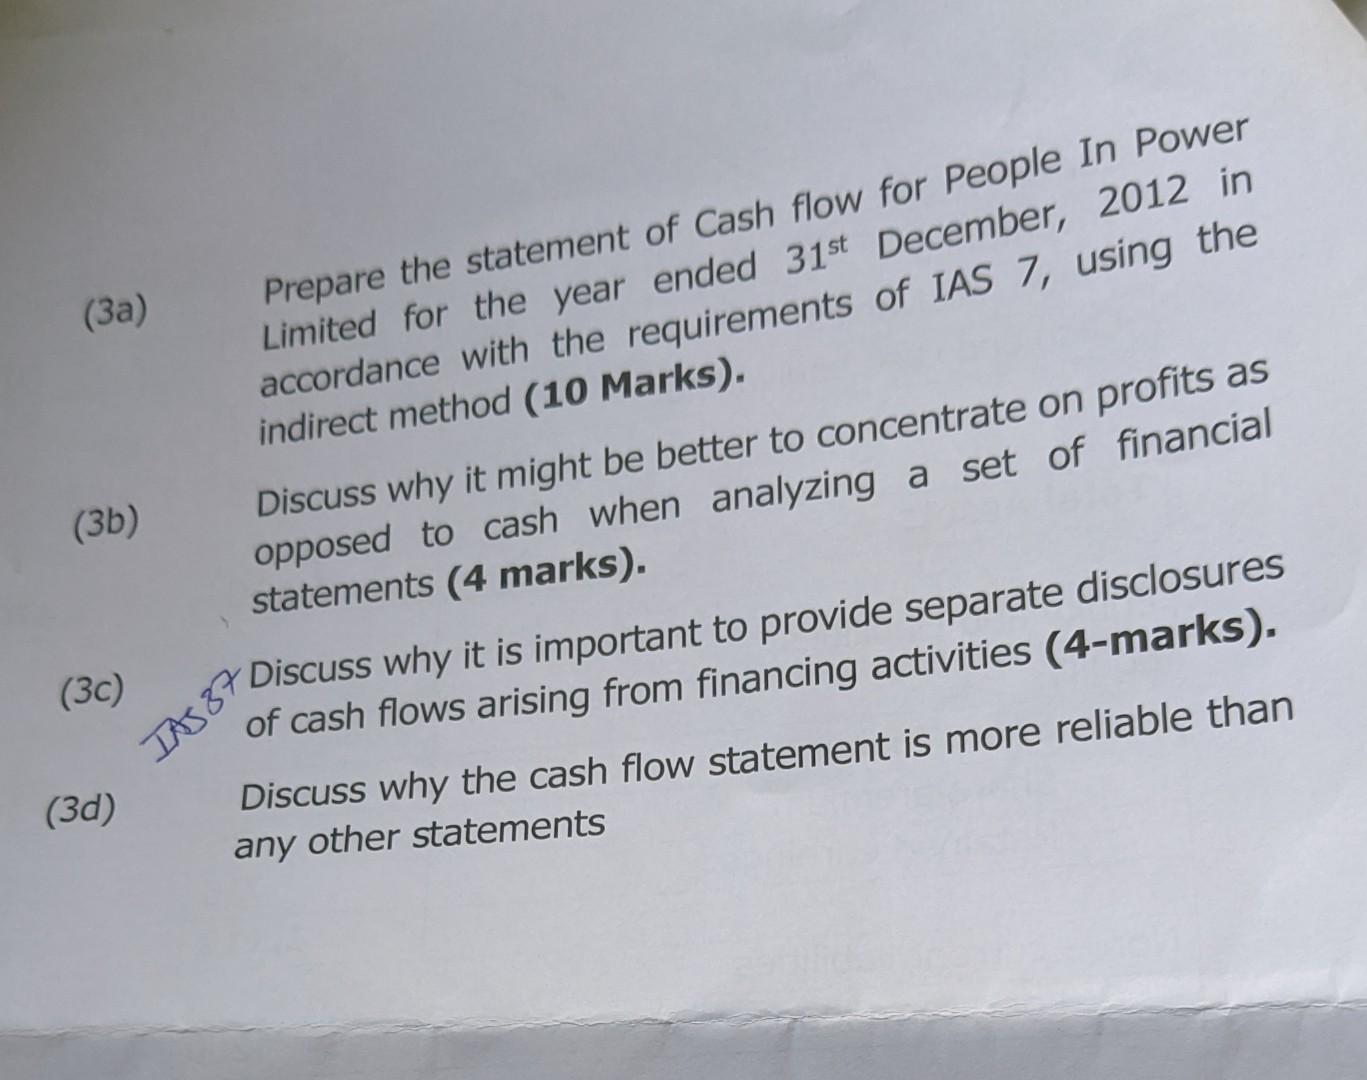 (3a) Prepare the statement of Cash flow for People In Power
Limited for the year ended 31st December, 2012 in
accordance with the requirements of IAS 7, using the
indirect method (10 Marks).
(3b) Discuss why it might be better to concentrate on profits as
opposed to cash when analyzing a set of financial
statements (4 marks).
(3c) Discuss why it is important to provide separate disclosures
of cash flows arising from financing activities (4-marks).
IAS
(3d) Discuss why the cash flow statement is more reliable than
any other statements